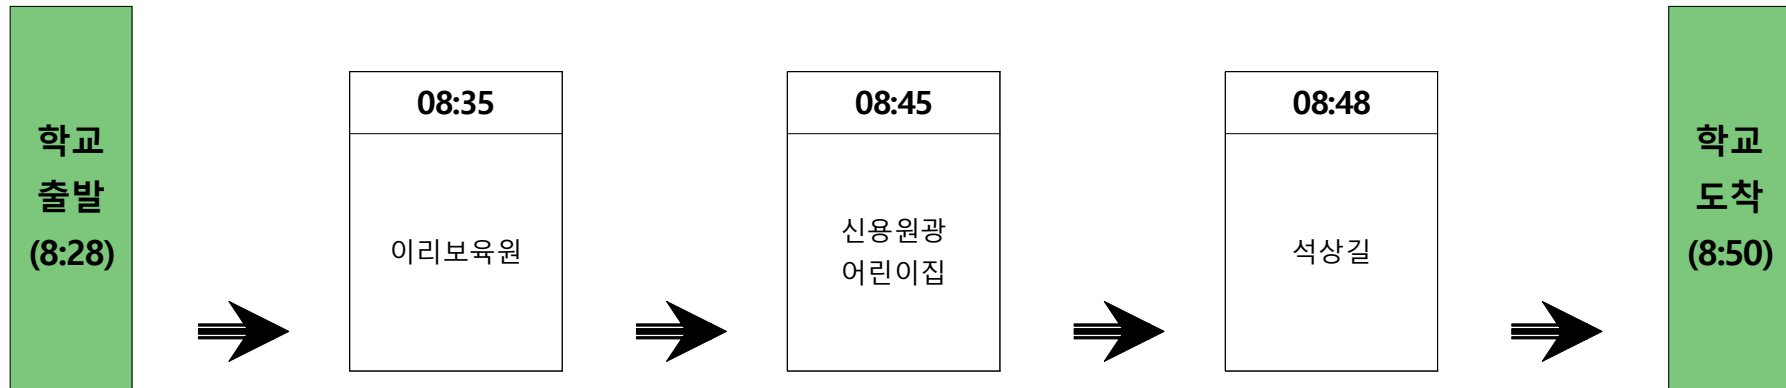 학교
출발
(8:28)
08:35
이리보육원
08:45
신용원광
어린이집
08:48
석상길
학교
도착
(8:50)